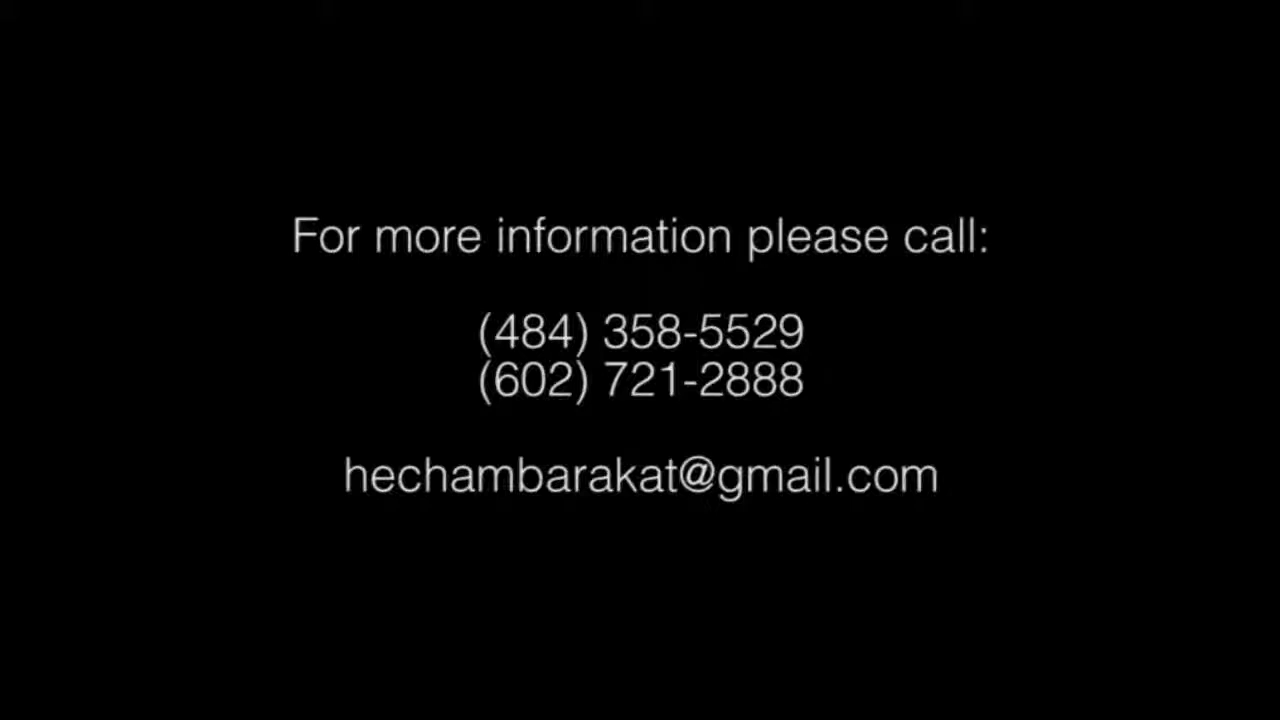 For more information please call:
(484) 358-5529
(602) 721-2888
hechambarakat@gmail.com